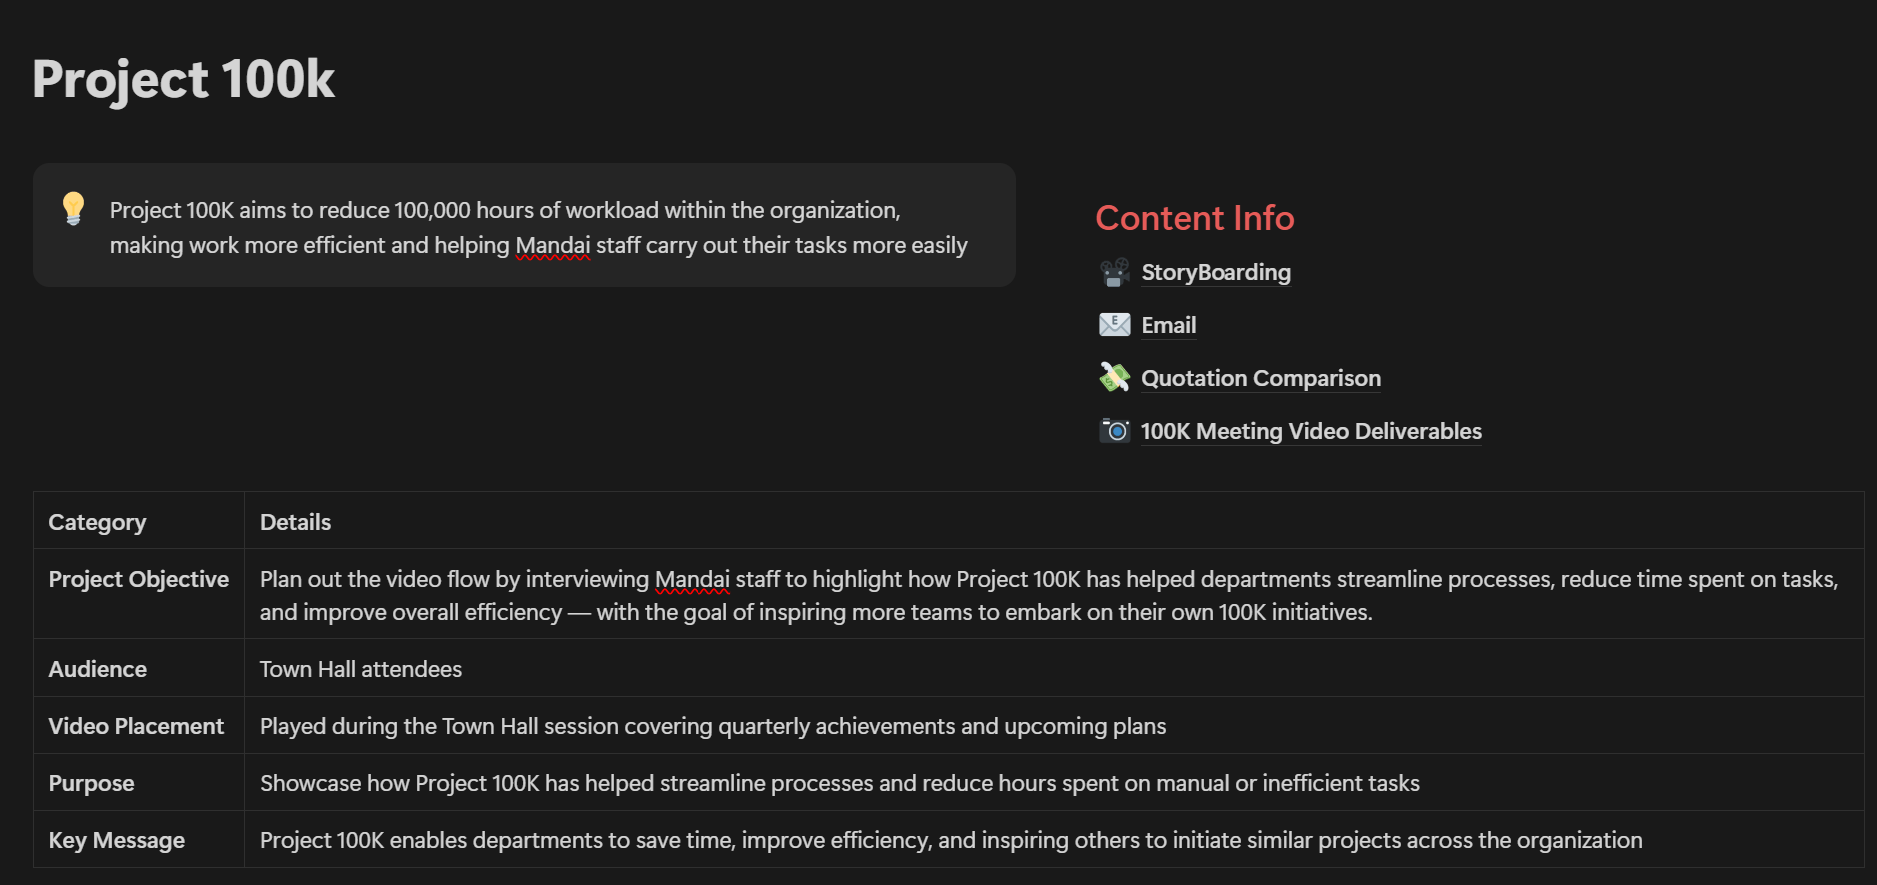 Project 100k
Project 100K aims to reduce 100,000 hours of workload within the organization,
making work more efficient and helping Mandai staff carry out their tasks more easily
Content Info
StoryBoarding
Email
Quotation Comparison
100K Meeting Video Deliverables
Category Details
Project Objective Plan out the video flow by interviewing Mandai staff to highlight how Project 100K has helped departments streamline processes, reduce time spent on tasks,
and improve overall efficiency — with the goal of inspiring more teams to embark on their own 100K initiatives.
Audience Town Hall attendees
Video Placement Played during the Town Hall session covering quarterly achievements and upcoming plans
Purpose Showcase how Project 100K has helped streamline processes and reduce hours spent on manual or inefficient tasks
Key Message Project 100K enables departments to save time, improve efficiency, and inspiring others to initiate similar projects across the organization